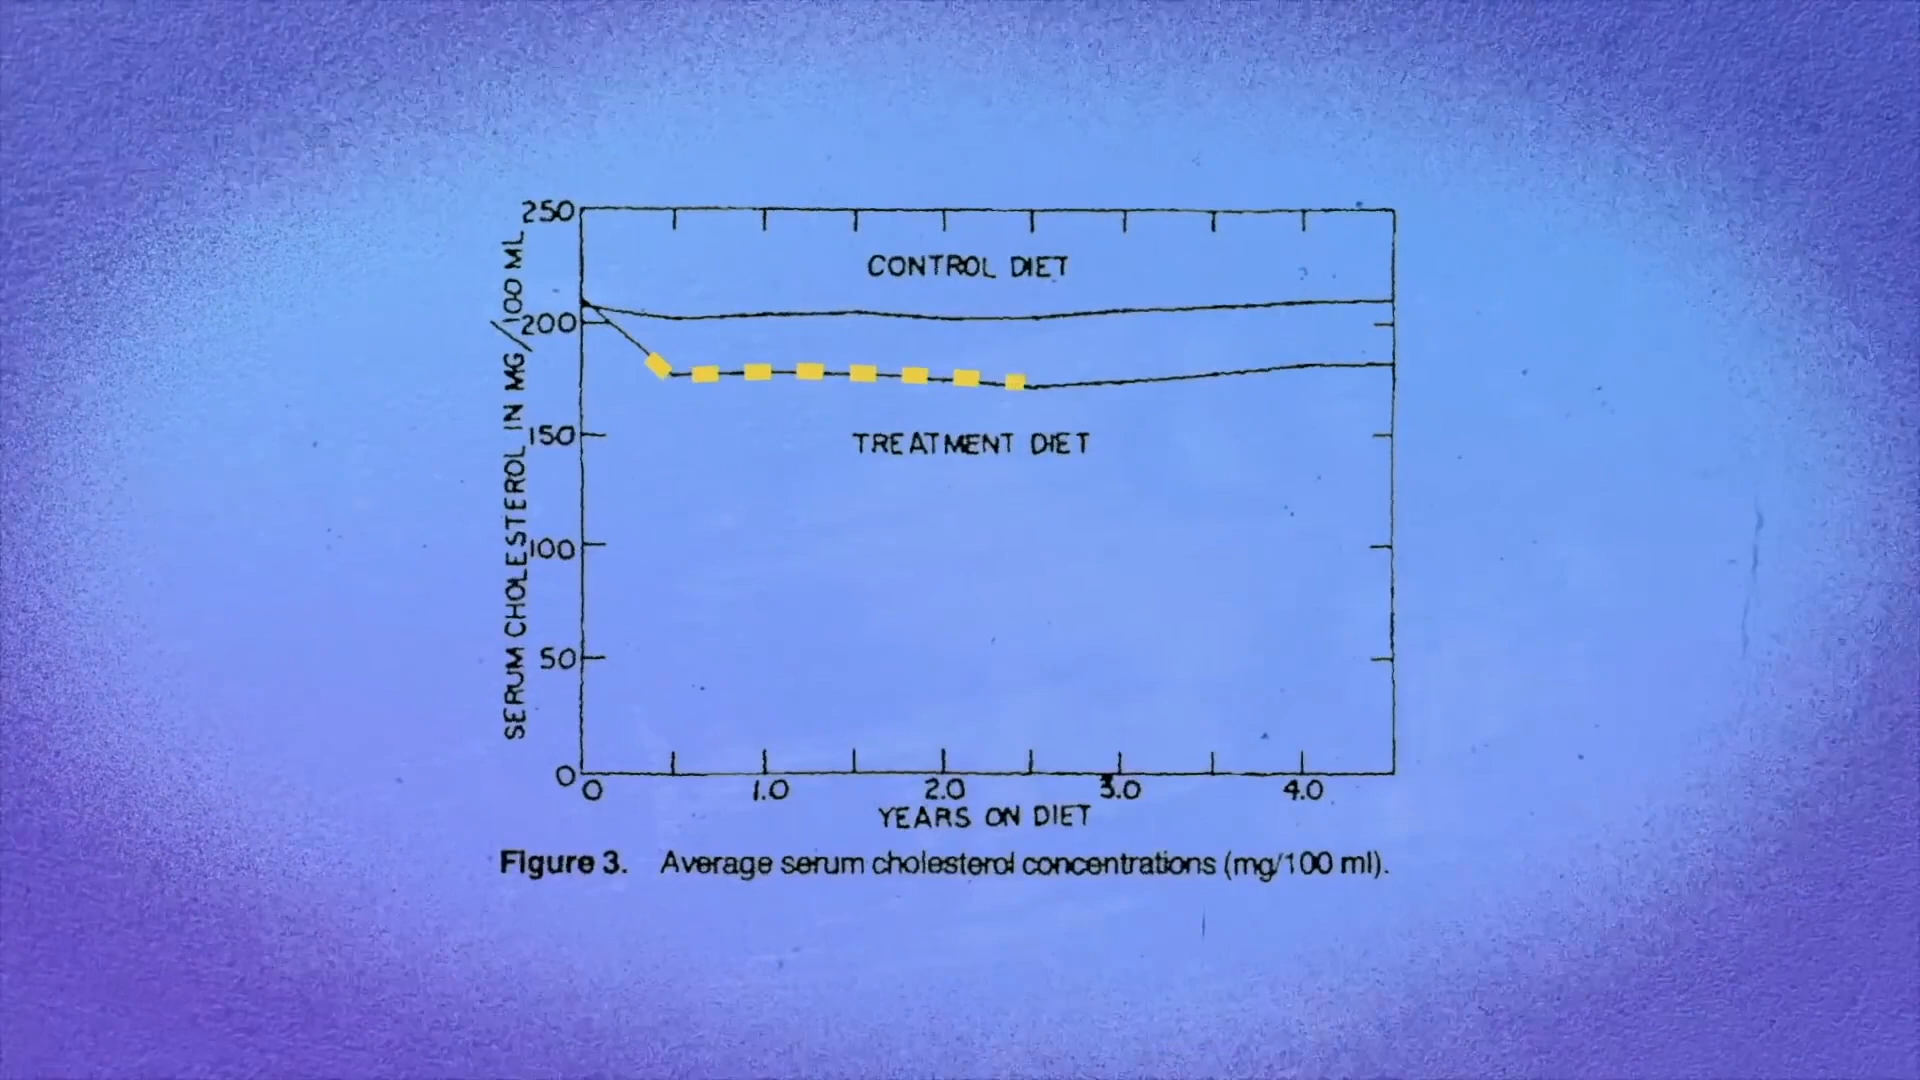 250
200
150
100
50
0
SERUM CHOLESTEROL IN MG/100 ML
CONTROL DIET
TREATMENT DIET
0 1.0 2.0 3.0 4.0
YEARS ON DIET
Figure 3. Average serum cholesterol concentrations (mg/100 ml).